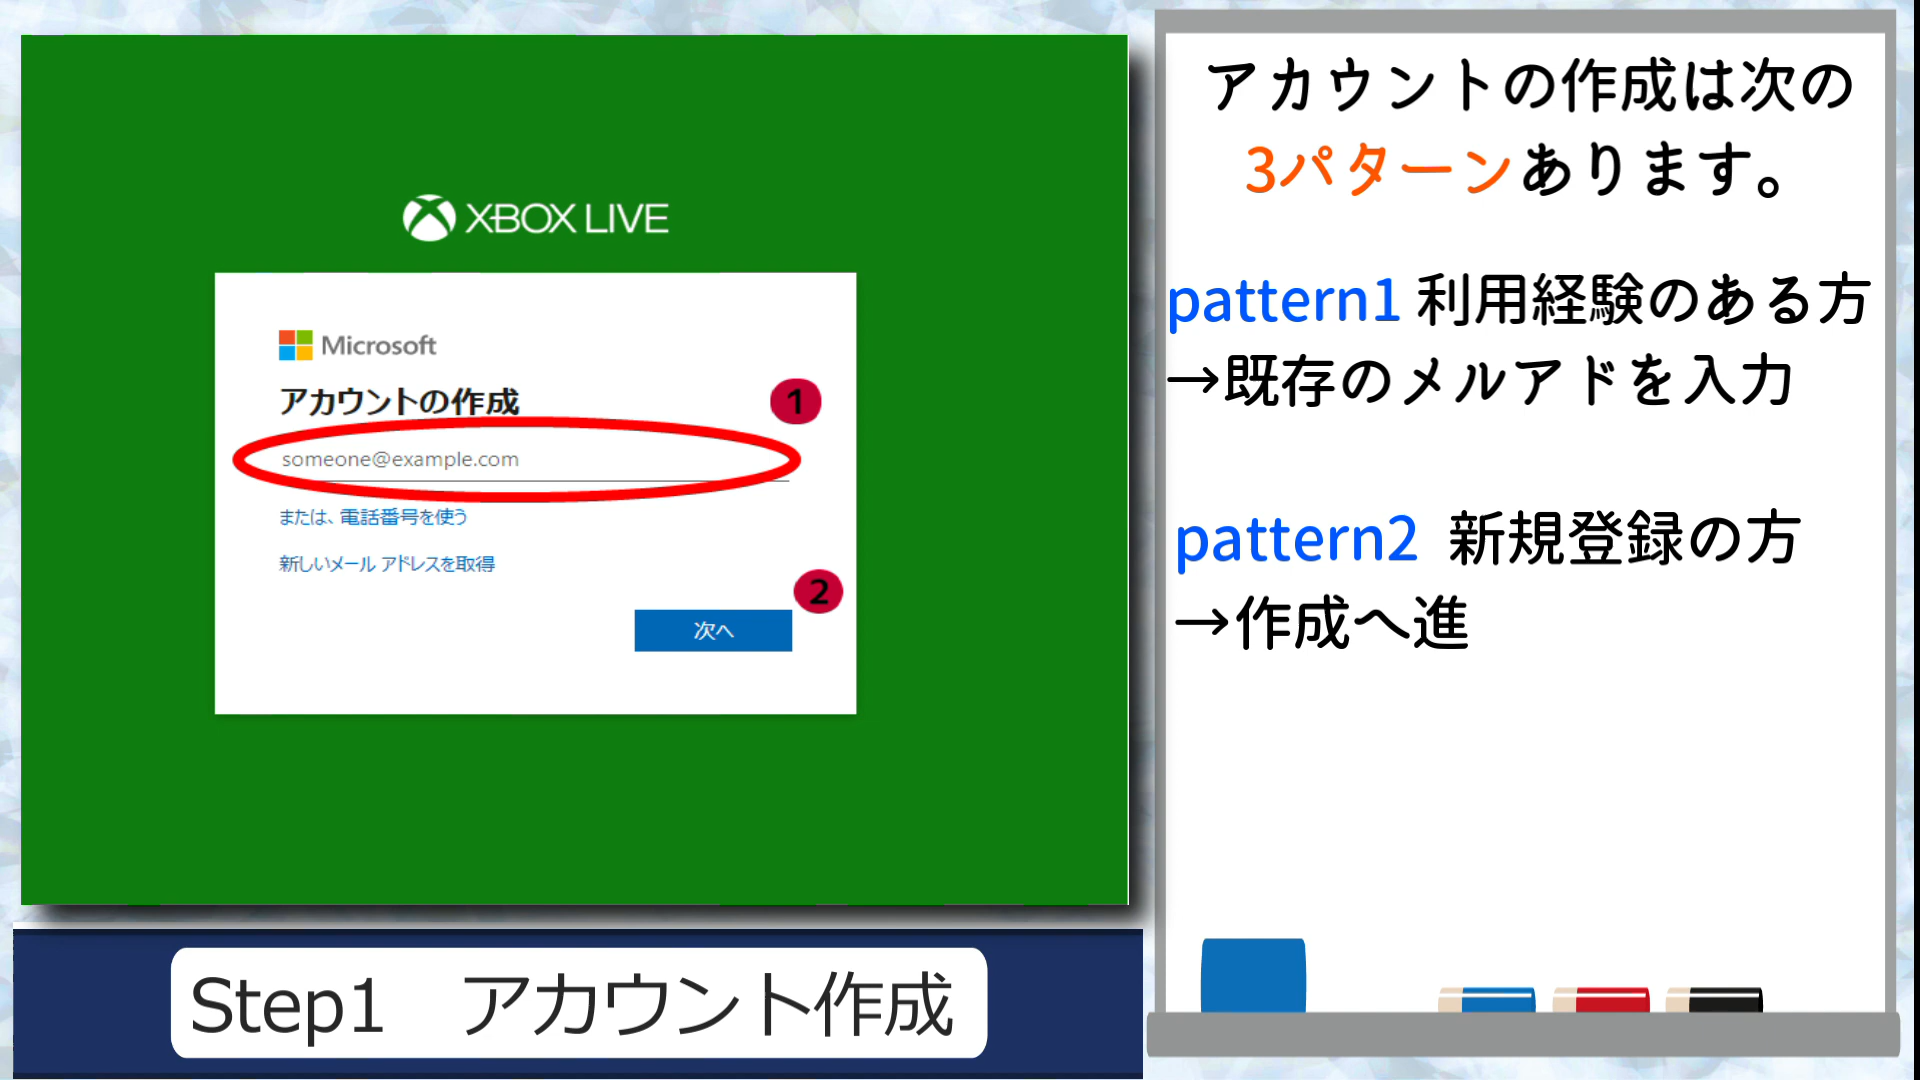 XBOX LIVE
Microsoft
アカウントの作成
1
someone@example.com
または、電話番号を使う
新しいメール アドレスを取得
2
次へ
Step1 アカウント作成
アカウントの作成は次の
3パターンあります。
pattern1 利用経験のある方
→既存のメルアドを入力
pattern2 新規登録の方
→作成へ進